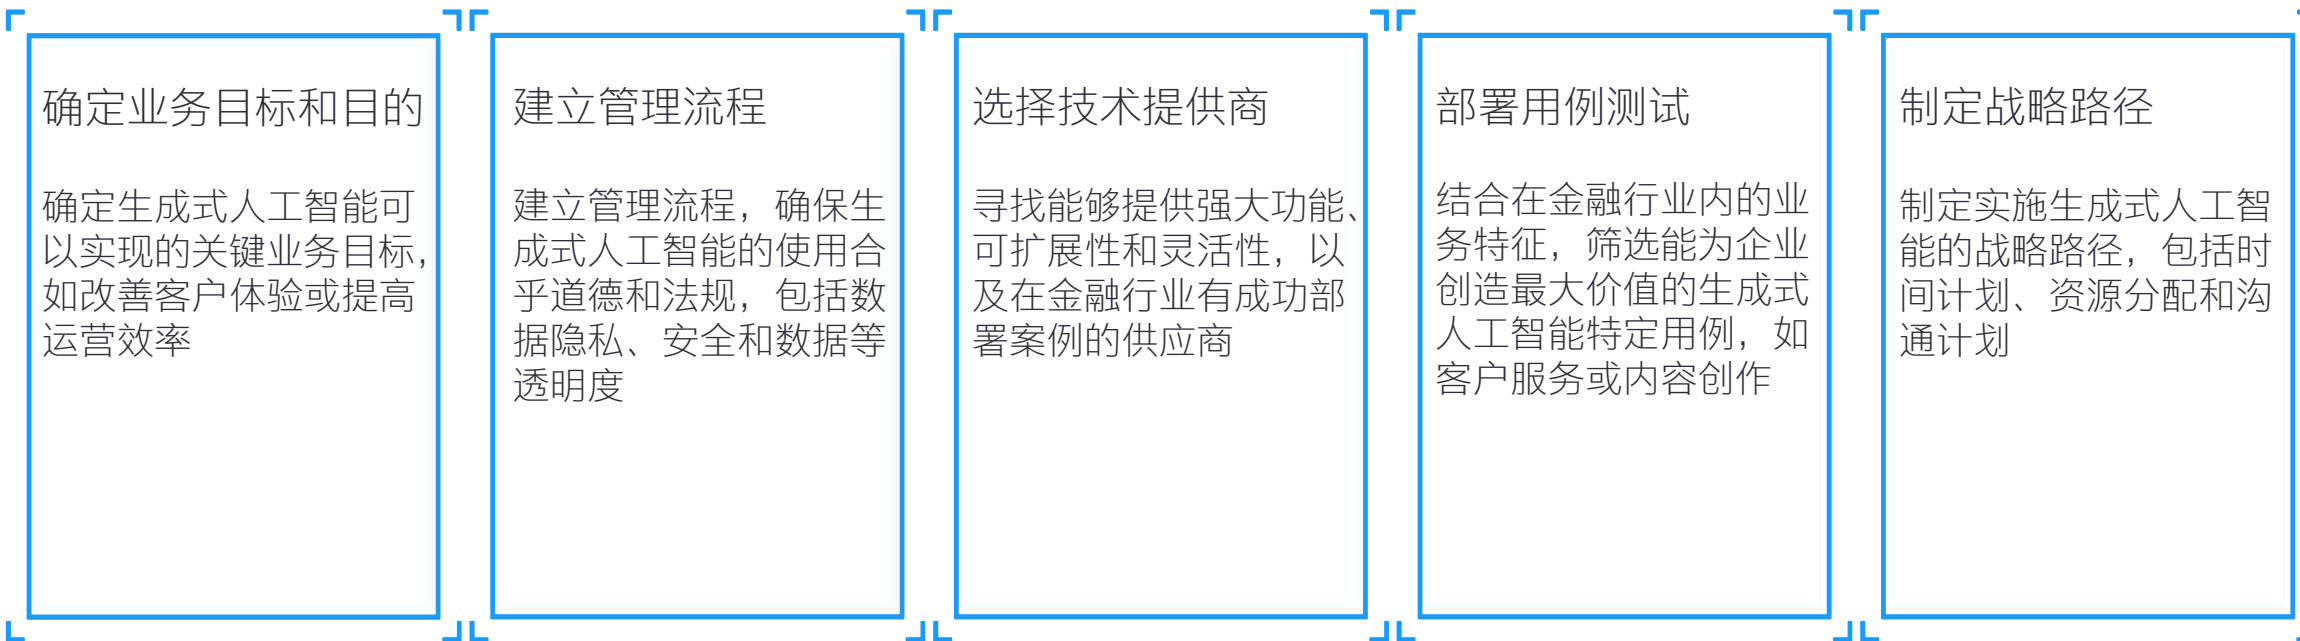 确定业务目标和目的
确定生成式人工智能可
以实现的关键业务目标，
如改善客户体验或提高
运营效率
建立管理流程
建立管理流程，确保生
成式人工智能的使用合
乎道德和法规，包括数
据隐私、安全和数据等
透明度
选择技术提供商
寻找能够提供强大功能、
可扩展性和灵活性，以
及在金融行业有成功部
署案例的供应商
部署用例测试
结合在金融行业内的业
务特征，筛选能为企业
创造最大价值的生成式
人工智能特定用例，如
客户服务或内容创作
制定战略路径
制定实施生成式人工智
能的战略路径，包括时
间计划、资源分配和沟
通计划